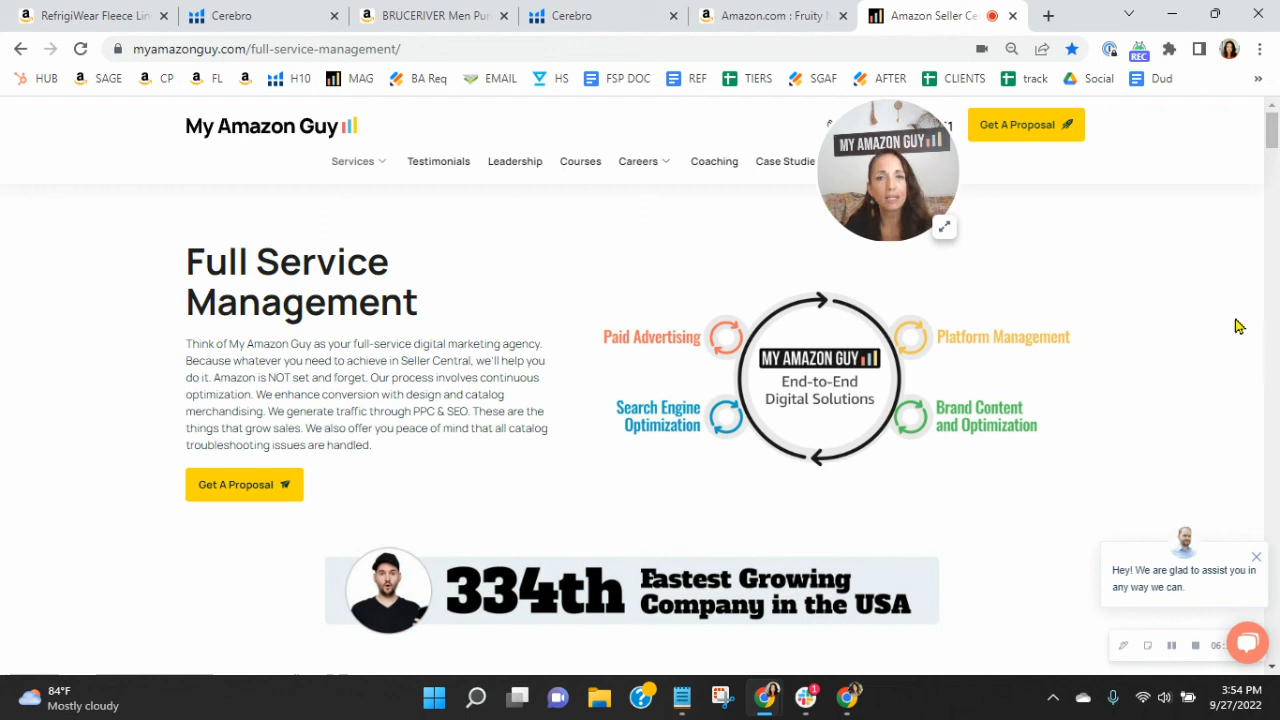 RefrigiWear Fleece Lin
Cerebro
BRUCERIVER Men Pur
Cerebro
Amazon.com : Fruity
Amazon Seller Ce
myamazonguy.com/full-service-management/
REC
HUB
SAGE
CP
FL
H10
MAG
BA Req
EMAIL
HS
FSP DOC
REF
TIERS
SGAF
AFTER
CLIENTS
track
Social
Dud
My Amazon Guy
Get A Proposal
MY AMAZON GUY
Services
Testimonials
Leadership
Courses
Careers
Coaching
Case Studie
Full Service
Management
Think of My Amazon Guy as your full-service digital marketing agency.
Because whatever you need to achieve in Seller Central, we'll help you
do it. Amazon is NOT set and forget. Our process involves continuous
optimization. We enhance conversion with design and catalog
merchandising. We generate traffic through PPC & SEO. These are the
things that grow sales. We also offer you peace of mind that all catalog
troubleshooting issues are handled.
Get A Proposal
Paid Advertising
Platform Management
MY AMAZON GUY
End-to-End
Digital Solutions
Search Engine
Optimization
Brand Content
and Optimization
334th
Fastest Growing
Company in the USA
Hey! We are glad to assist you in
any way we can.
06:
84°F
Mostly cloudy
1
3:54 PM
9/27/2022